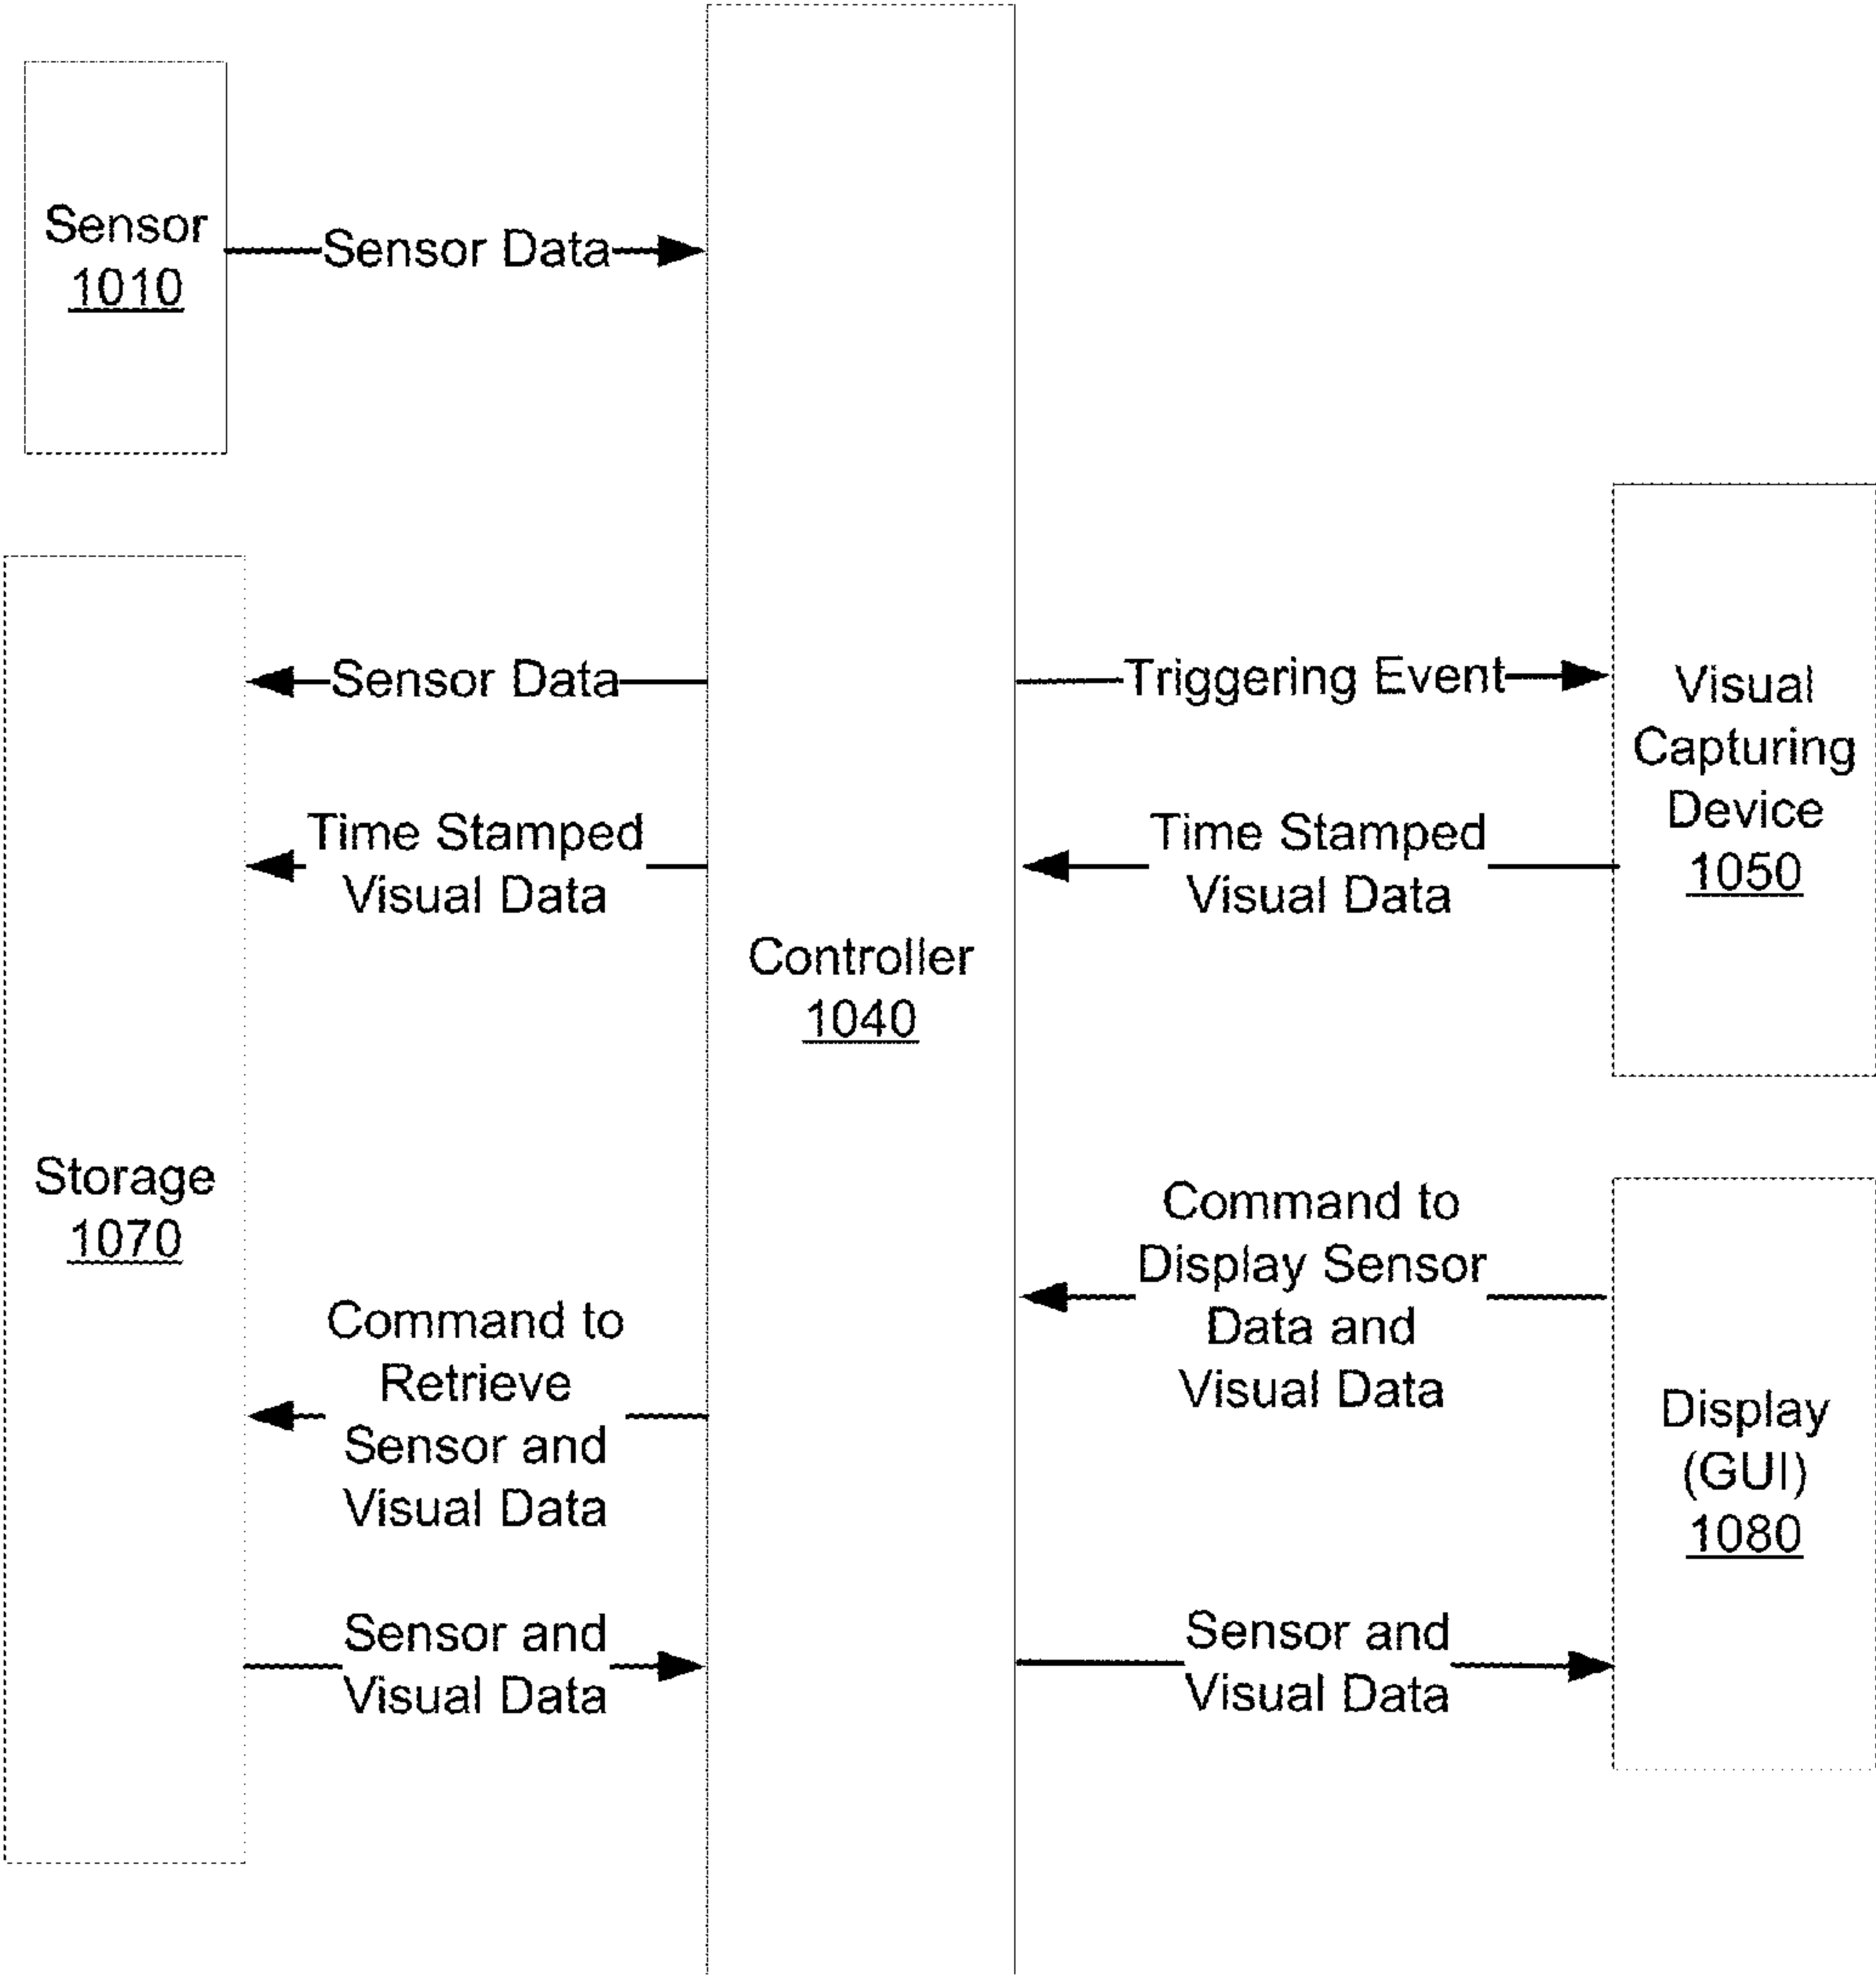 Sensor
1010
Sensor Data
Sensor Data
Triggering Event
Visual
Capturing
Device
1050
Time Stamped
Visual Data
Time Stamped
Visual Data
Controller
1040
Storage
1070
Command to
Display Sensor
Data and
Visual Data
Command to
Retrieve
Sensor and
Visual Data
Display
(GUI)
1080
Sensor and
Visual Data
Sensor and
Visual Data